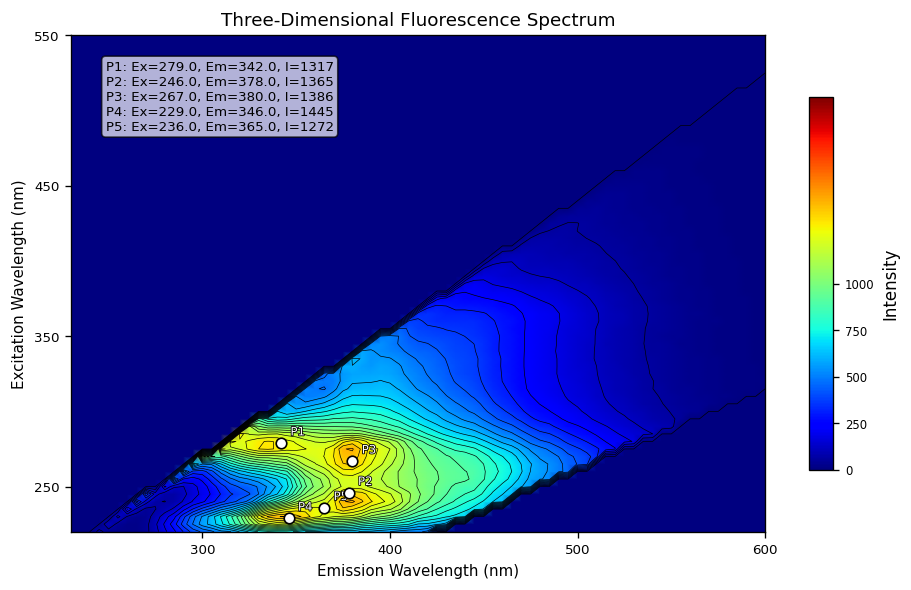 Three-Dimensional Fluorescence Spectrum
550
P1: Ex=279.0, Em=342.0, I=1317
P2: Ex=246.0, Em=378.0, I=1365
P3: Ex=267.0, Em=380.0, I=1386
P4: Ex=229.0, Em=346.0, I=1445
P5: Ex=236.0, Em=365.0, I=1272
450
350
250
Excitation Wavelength (nm)
P1
P3
P2
P5
P4
300
400
500
600
Emission Wavelength (nm)
1000
750
500
250
0
Intensity